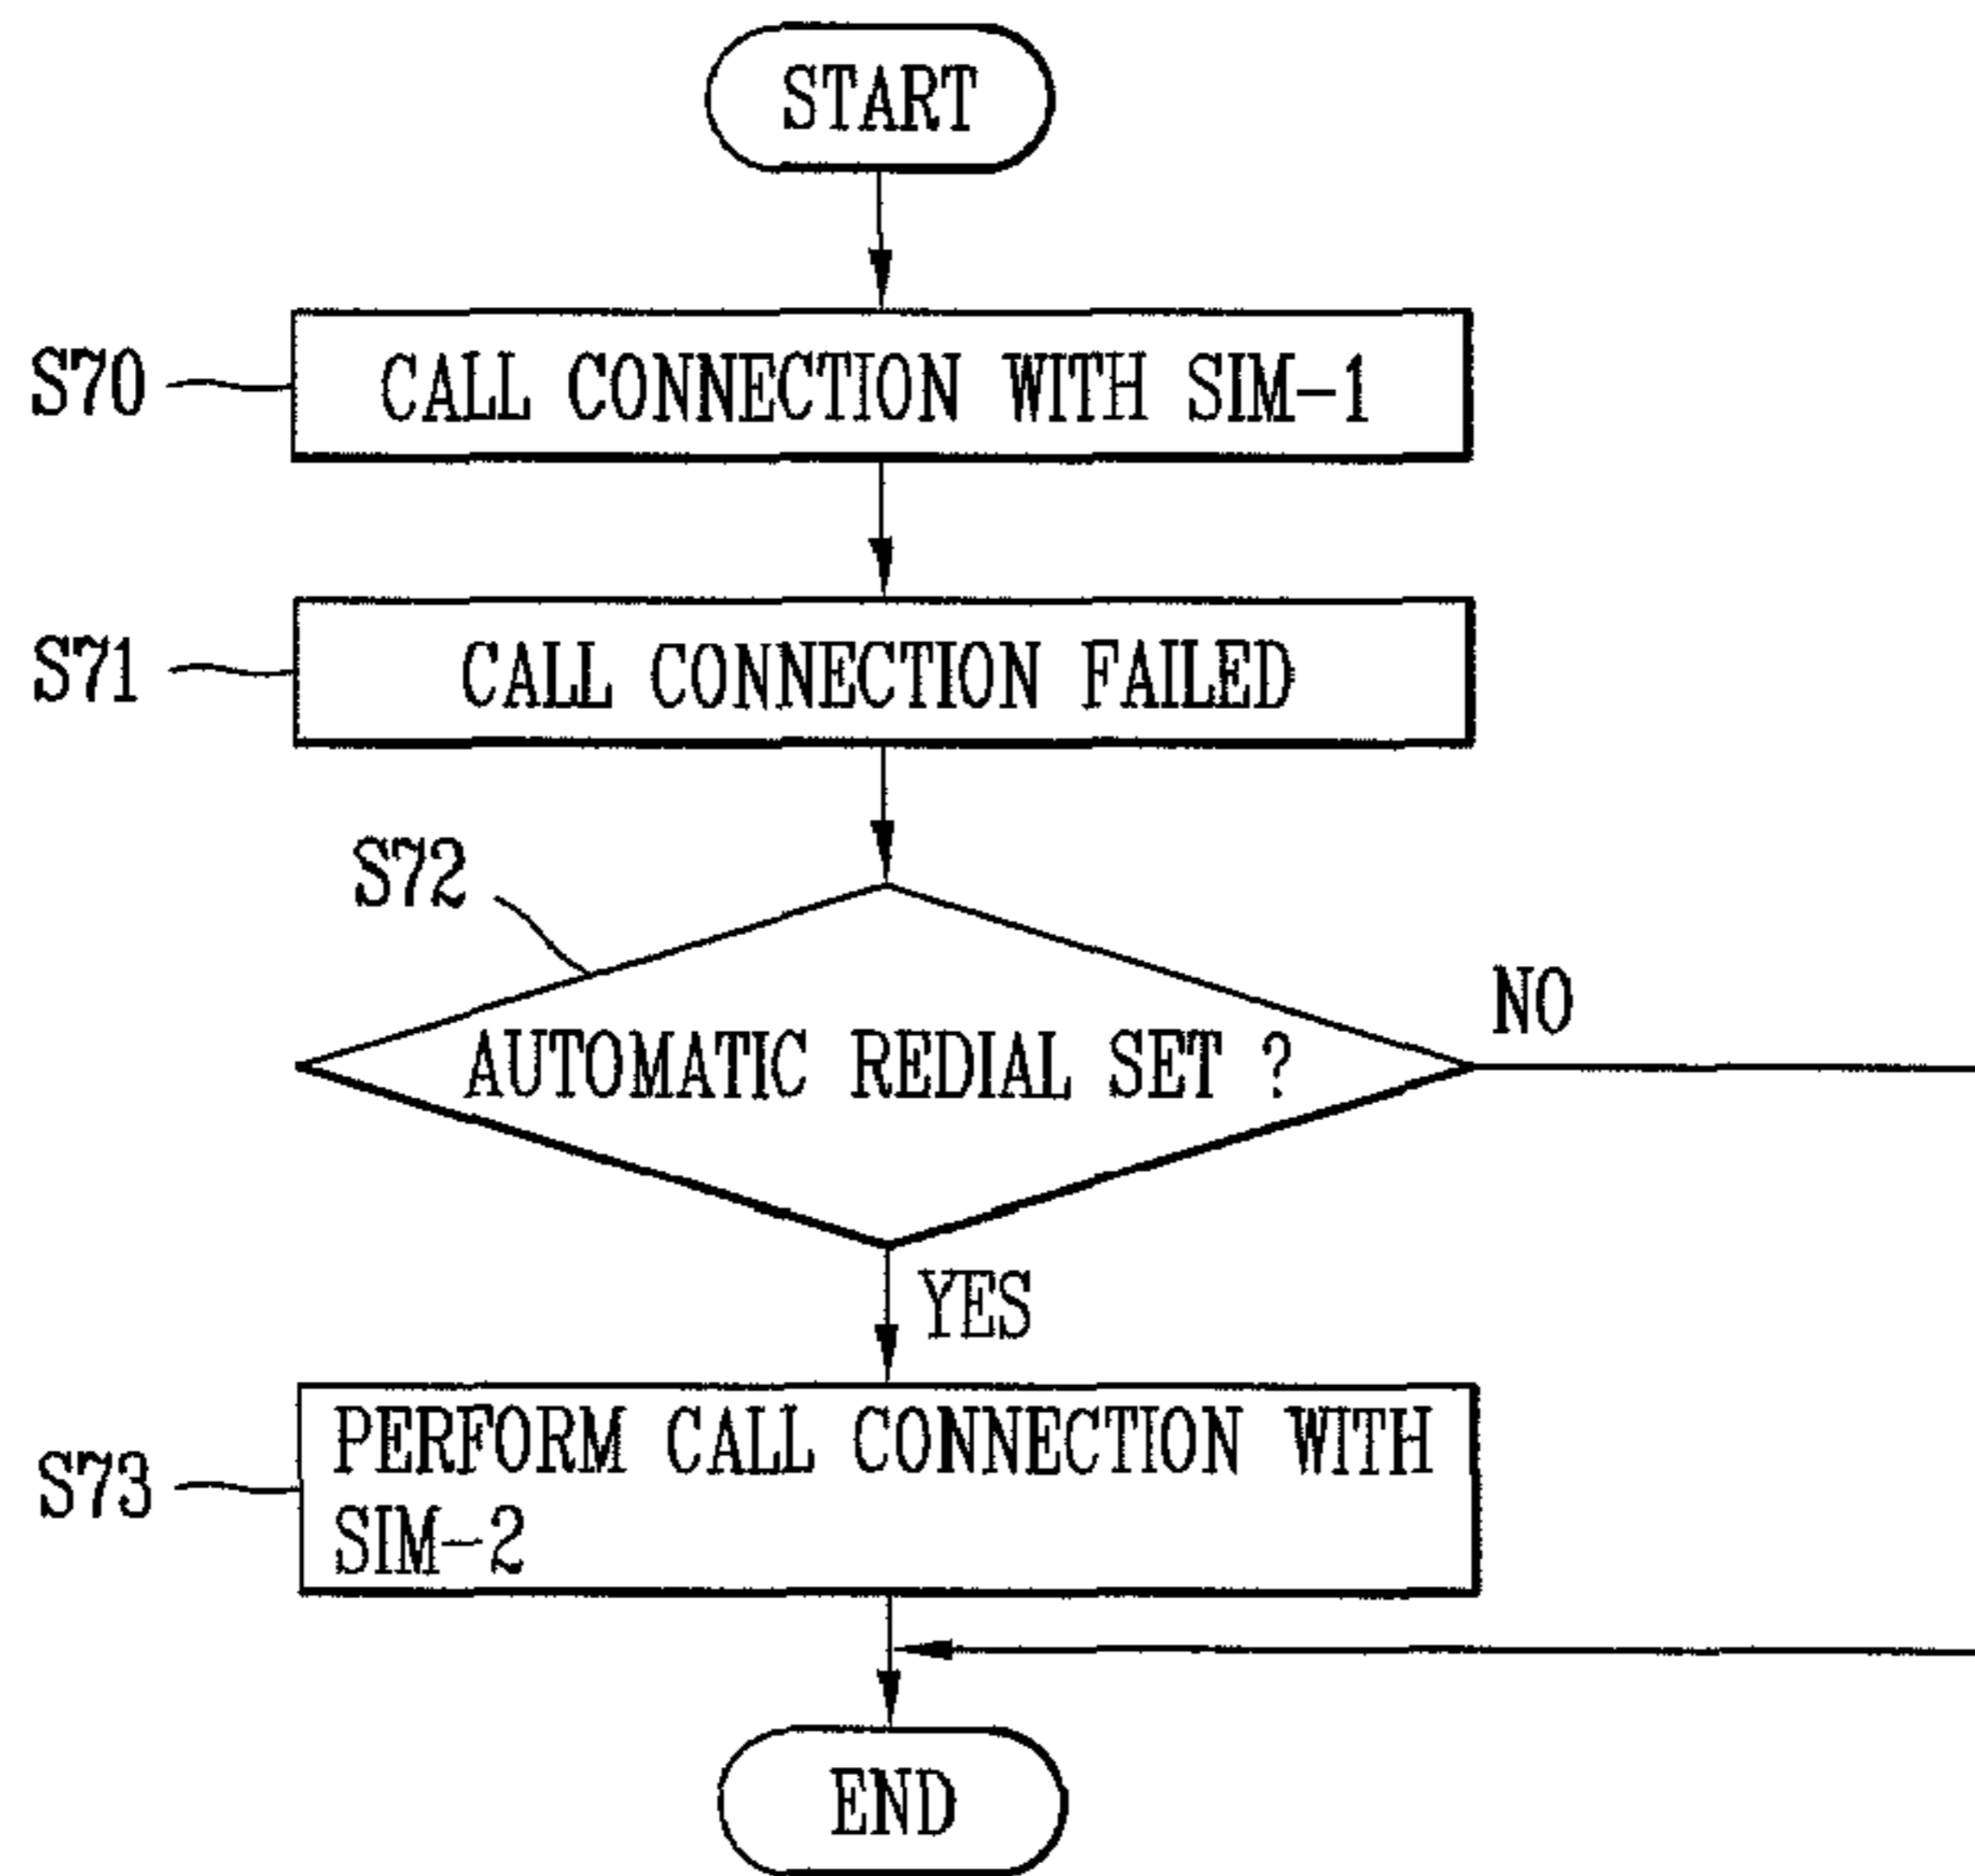 START
S70
CALL CONNECTION WITH SIM-1
S71
CALL CONNECTION FAILED
S72
AUTOMATIC REDIAL SET ?
NO
YES
S73
PERFORM CALL CONNECTION WITH
SIM-2
END